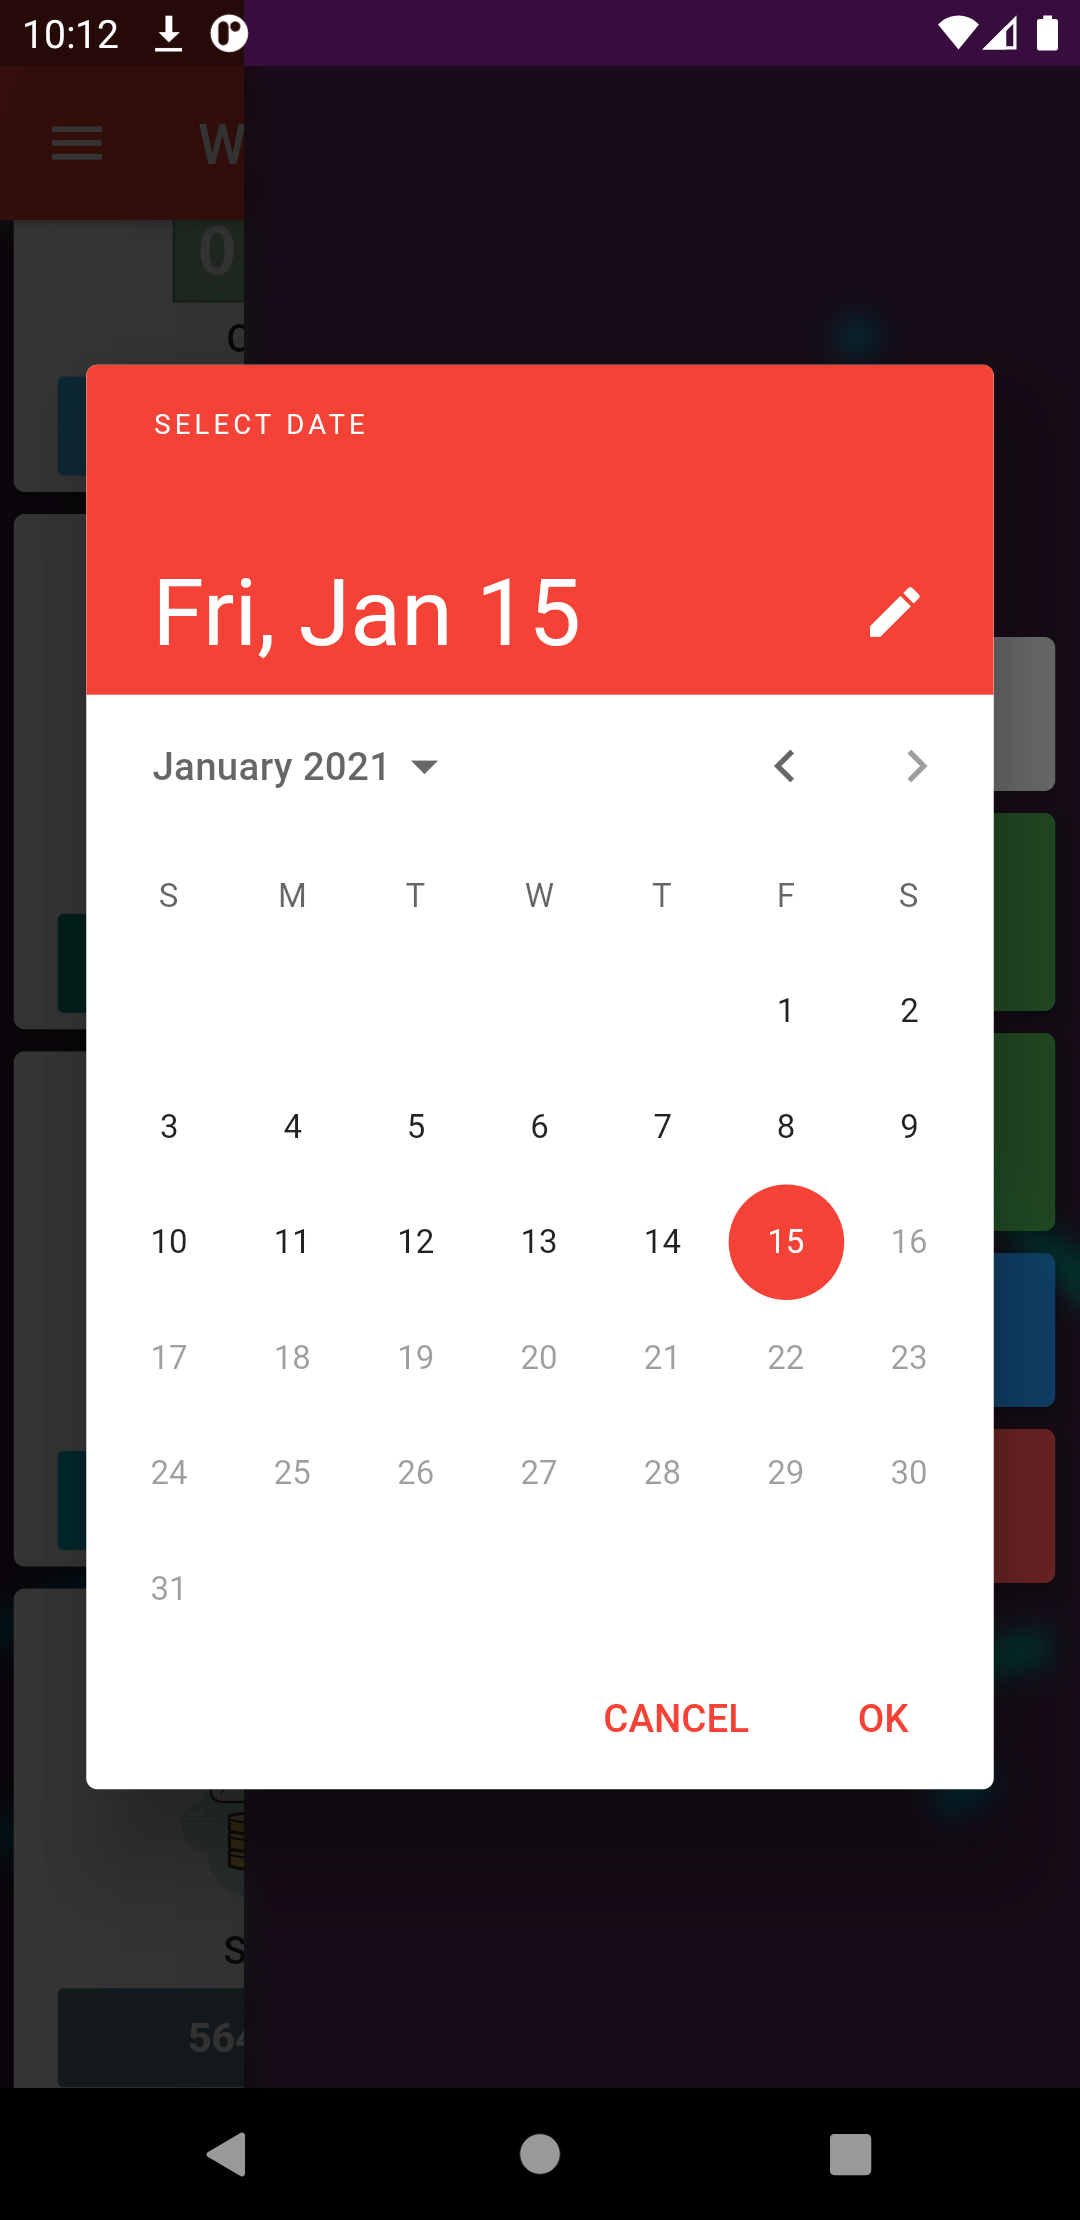 10:12
W
0
SELECT DATE
Fri, Jan 15
January 2021
S M T W T F S
1 2
3 4 5 6 7 8 9
10 11 12 13 14 15 16
17 18 19 20 21 22 23
24 25 26 27 28 29 30
31
CANCEL OK
S
564